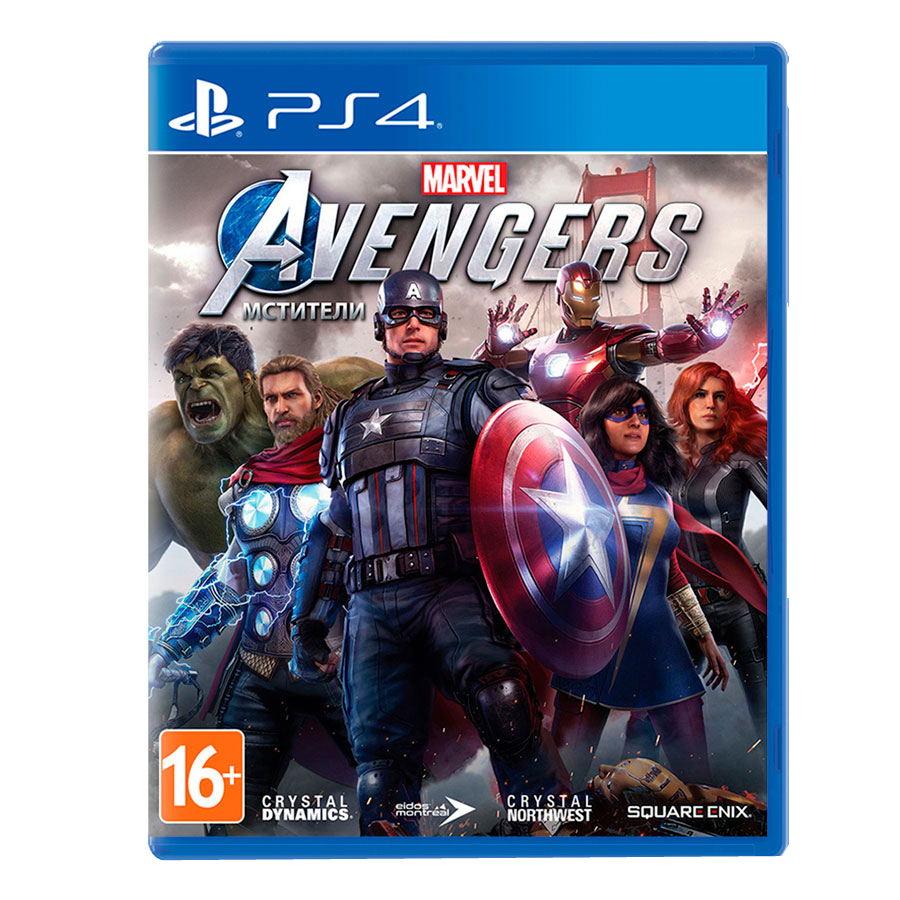 PS4
MARVEL
AVENGERS
МСТИТЕЛИ
A
16+
CRYSTAL
DYNAMICS
eidos
montréal
CRYSTAL
NORTHWEST
SQUARE ENIX